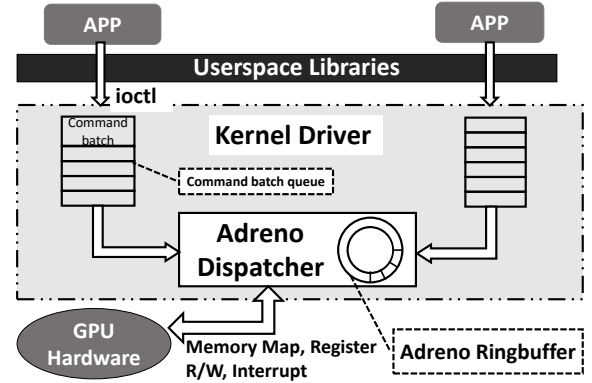 APP
APP
Userspace Libraries
ioctl
Command
batch
Kernel Driver
Command batch queue
Adreno
Dispatcher
GPU
Hardware
Memory Map, Register
R/W, Interrupt
Adreno Ringbuffer